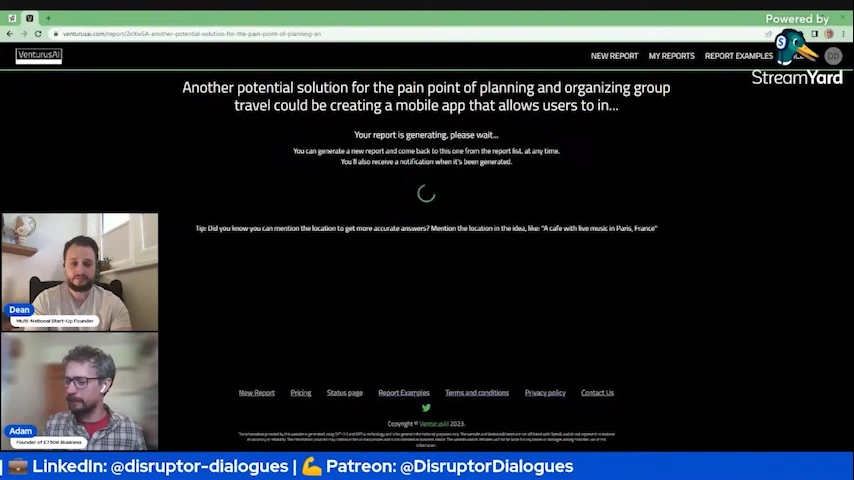 Powered by
StreamYard
venturusai.com/report/2nXwSA-another-potential-solution-for-the-pain-point-of-planning-an
VenturusAI
NEW REPORT
MY REPORTS
REPORT EXAMPLES
DD
Another potential solution for the pain point of planning and organizing group
travel could be creating a mobile app that allows users to in...
Your report is generating, please wait...
You can generate a new report and come back to this one from the report list, at any time.
You'll also receive a notification when it's been generated.
Tip: Did you know you can mention the location to get more accurate answers? Mention the location in the idea, like: "A cafe with live music in Paris, France"
Dean
Multi-National Start-Up Founder
Adam
Founder of £750K Business
New Report
Pricing
Status page
Report Examples
Terms and conditions
Privacy policy
Contact Us
Copyright © VenturusAI 2023.
| 💼 LinkedIn: @disruptor-dialogues | 💪 Patreon: @DisruptorDialogues